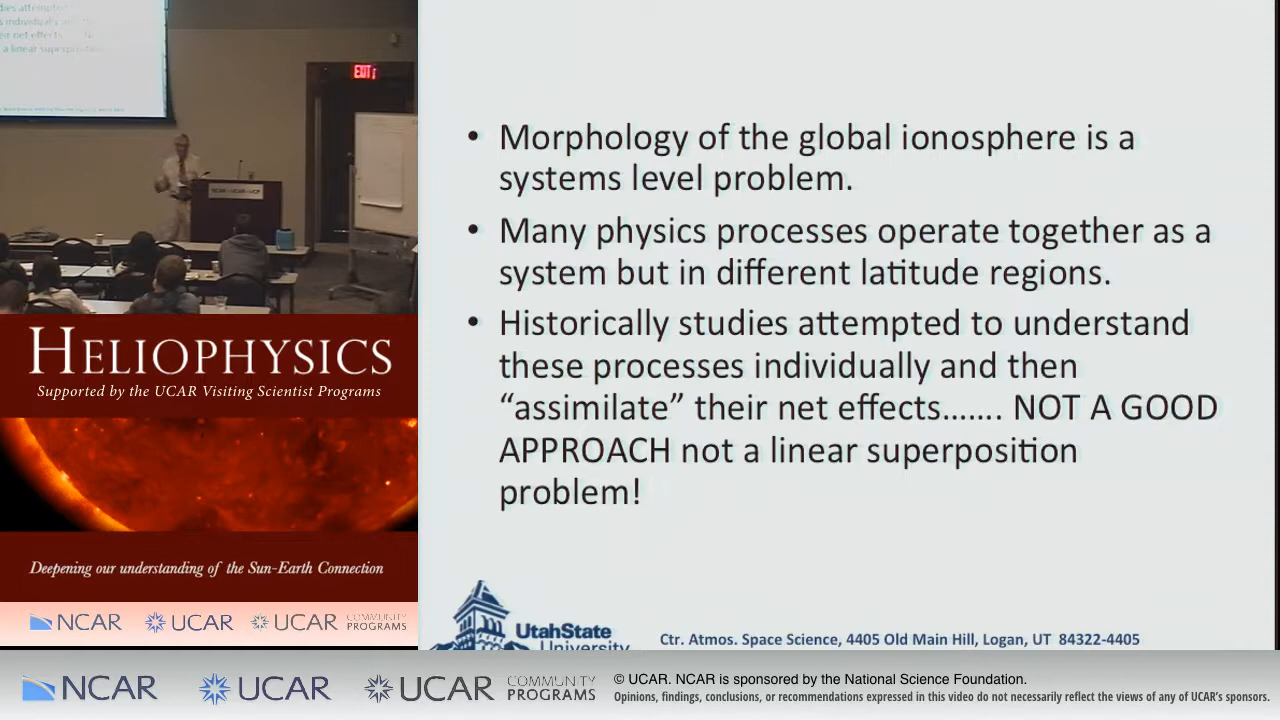 EXIT
NCAR • UCAR • UCP
HELIOPHYSICS
Supported by the UCAR Visiting Scientist Programs
Deepening our understanding of the Sun-Earth Connection
NCAR UCAR UCAR COMMUNITY
PROGRAMS
• Morphology of the global ionosphere is a
systems level problem.
• Many physics processes operate together as a
system but in different latitude regions.
• Historically studies attempted to understand
these processes individually and then
“assimilate” their net effects……. NOT A GOOD
APPROACH not a linear superposition
problem!
UtahState
University
Ctr. Atmos. Space Science, 4405 Old Main Hill, Logan, UT 84322-4405
NCAR UCAR UCAR COMMUNITY
PROGRAMS
© UCAR. NCAR is sponsored by the National Science Foundation.
Opinions, findings, conclusions, or recommendations expressed in this video do not necessarily reflect the views of any of UCAR's sponsors.